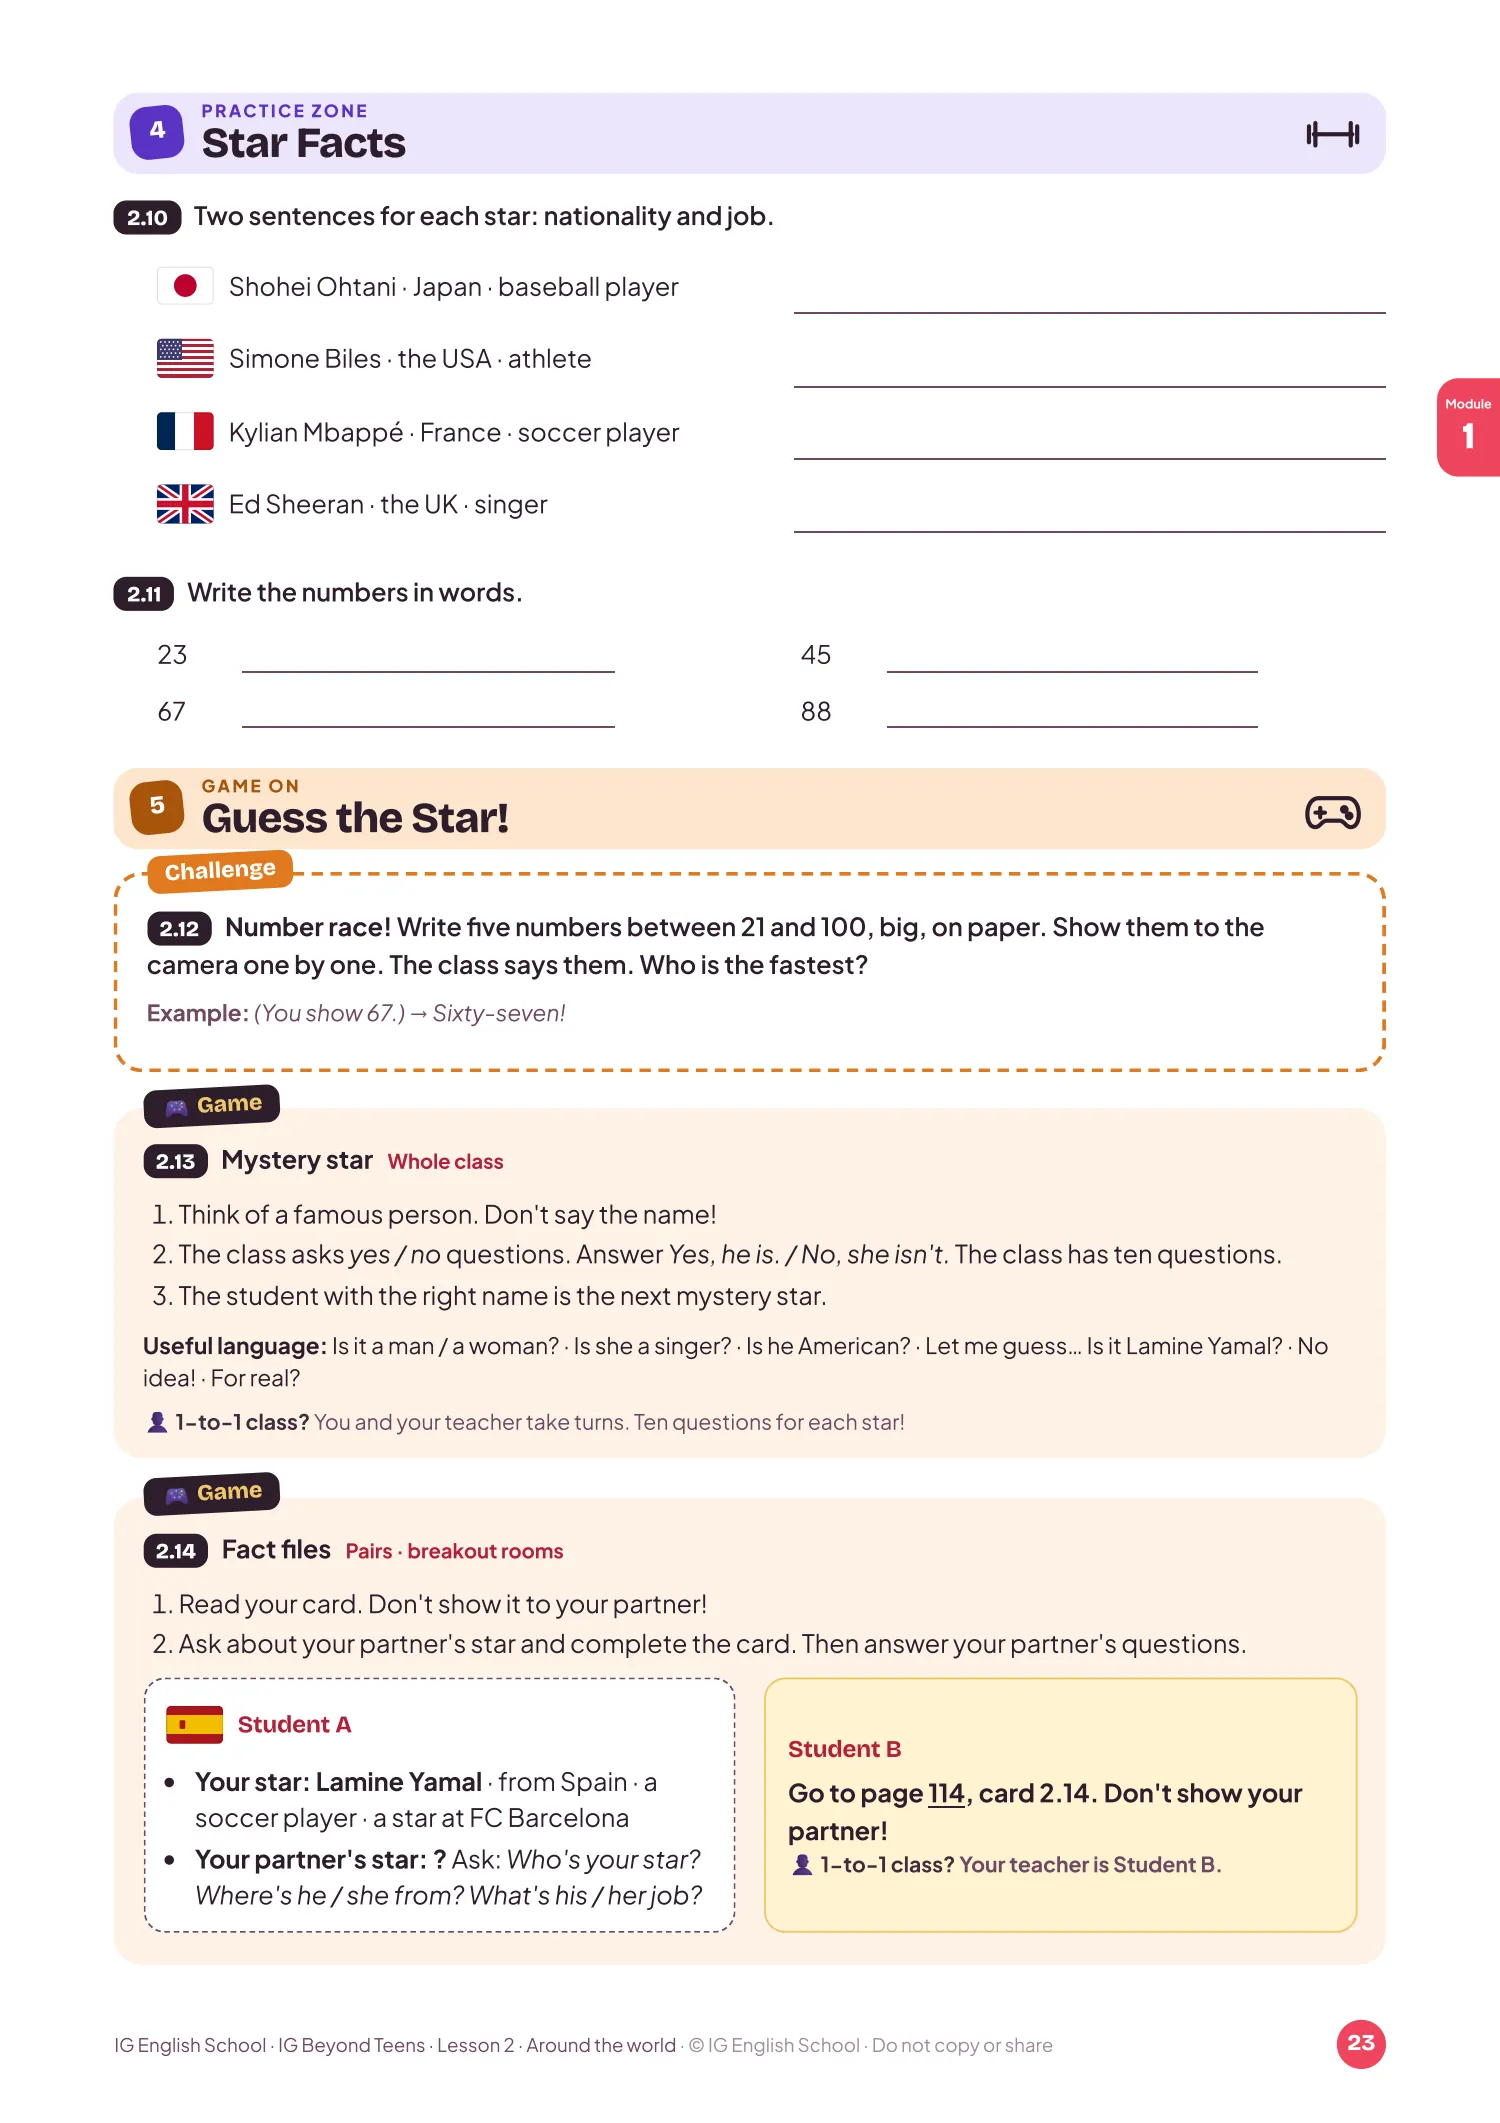 4
PRACTICE ZONE
Star Facts
2.10 Two sentences for each star: nationality and job.
Shohei Ohtani · Japan · baseball player
Simone Biles · the USA · athlete
Kylian Mbappé · France · soccer player
Ed Sheeran · the UK · singer
Module
1
2.11 Write the numbers in words.
23 45
67 88
5
GAME ON
Guess the Star!
Challenge
2.12 Number race! Write five numbers between 21 and 100, big, on paper. Show them to the
camera one by one. The class says them. Who is the fastest?
Example: (You show 67.) → Sixty-seven!
Game
2.13 Mystery star Whole class
1. Think of a famous person. Don't say the name!
2. The class asks yes / no questions. Answer Yes, he is. / No, she isn't. The class has ten questions.
3. The student with the right name is the next mystery star.
Useful language: Is it a man / a woman? · Is she a singer? · Is he American? · Let me guess... Is it Lamine Yamal? · No
idea! · For real?
1-to-1 class? You and your teacher take turns. Ten questions for each star!
Game
2.14 Fact files Pairs · breakout rooms
1. Read your card. Don't show it to your partner!
2. Ask about your partner's star and complete the card. Then answer your partner's questions.
Student A
• Your star: Lamine Yamal · from Spain · a
soccer player · a star at FC Barcelona
• Your partner's star: ? Ask: Who's your star?
Where's he / she from? What's his / her job?
Student B
Go to page 114, card 2.14. Don't show your
partner!
1-to-1 class? Your teacher is Student B.
IG English School · IG Beyond Teens · Lesson 2 · Around the world · © IG English School · Do not copy or share
23